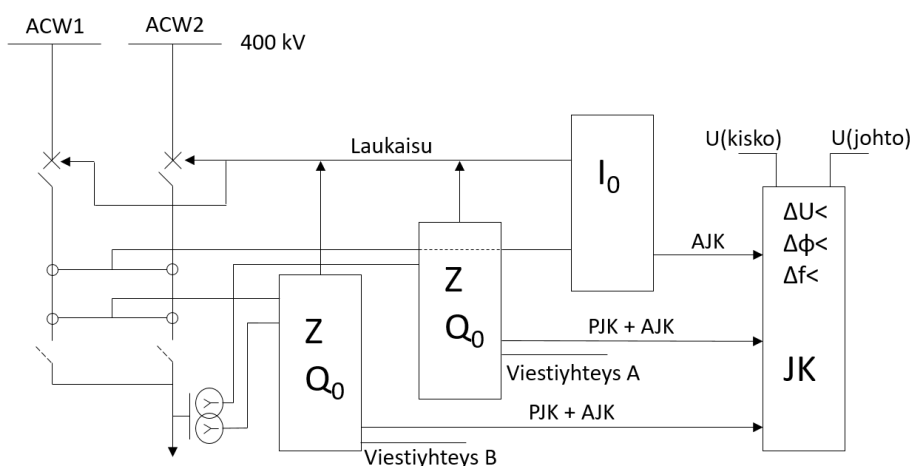 ACW1
ACW2
400 kV
Laukaisu
I₀
U(kisko)
U(johto)
ΔU<
Δϕ<
Δf<
AJK
Z
Q₀
PJK + AJK
Viestiyhteys A
JK
Z
Q₀
PJK + AJK
Viestiyhteys B